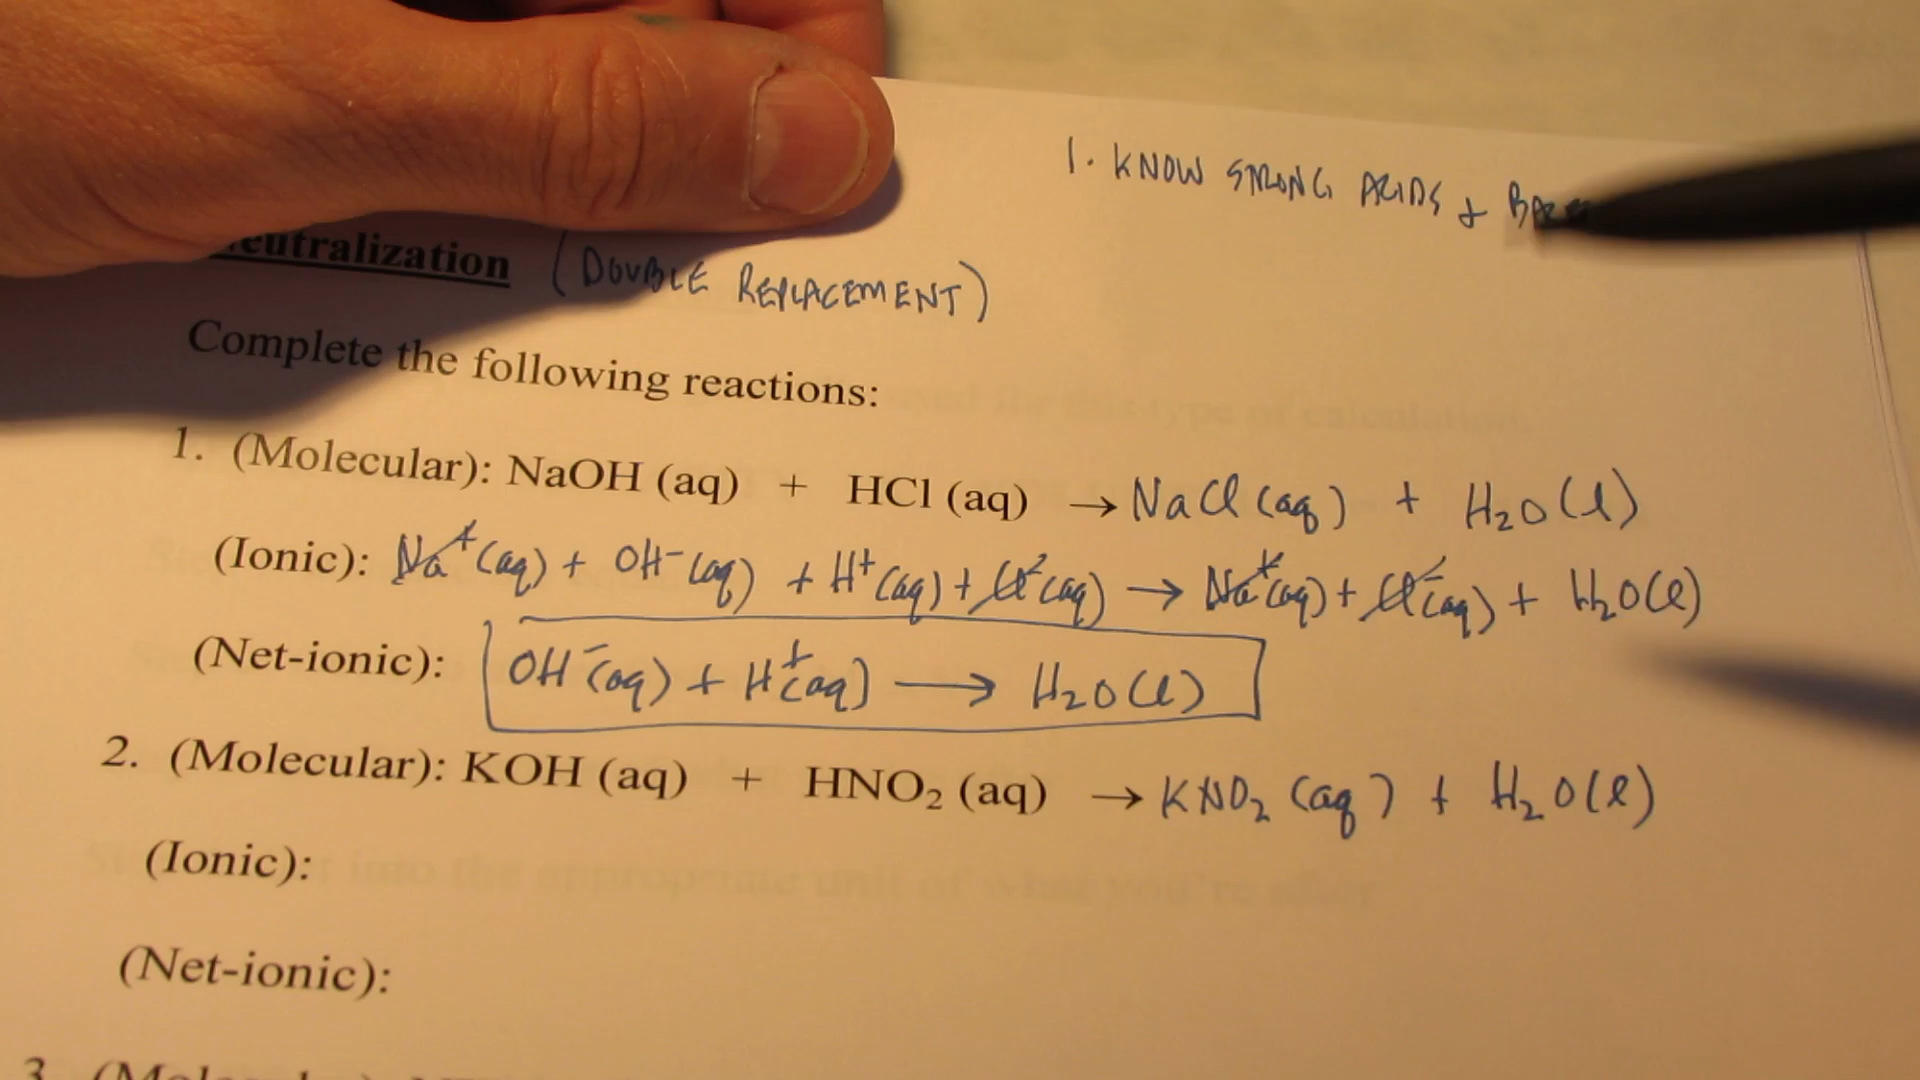 1. KNOW STRONG ACIDS +
Neutralization (DOUBLE REPLACEMENT)
Complete the following reactions:
1. (Molecular): NaOH (aq) + HCl (aq) → NaCl (aq) + H₂O (l)
(Ionic): Na⁺(aq) + OH⁻(aq) + H⁺(aq) + Cl⁻(aq) → Na⁺(aq) + Cl⁻(aq) + H₂O(l)
(Net-ionic): OH⁻(aq) + H⁺(aq) → H₂O(l)
2. (Molecular): KOH (aq) + HNO₂ (aq) → KNO₂ (aq) + H₂O(l)
(Ionic):
(Net-ionic):
3.